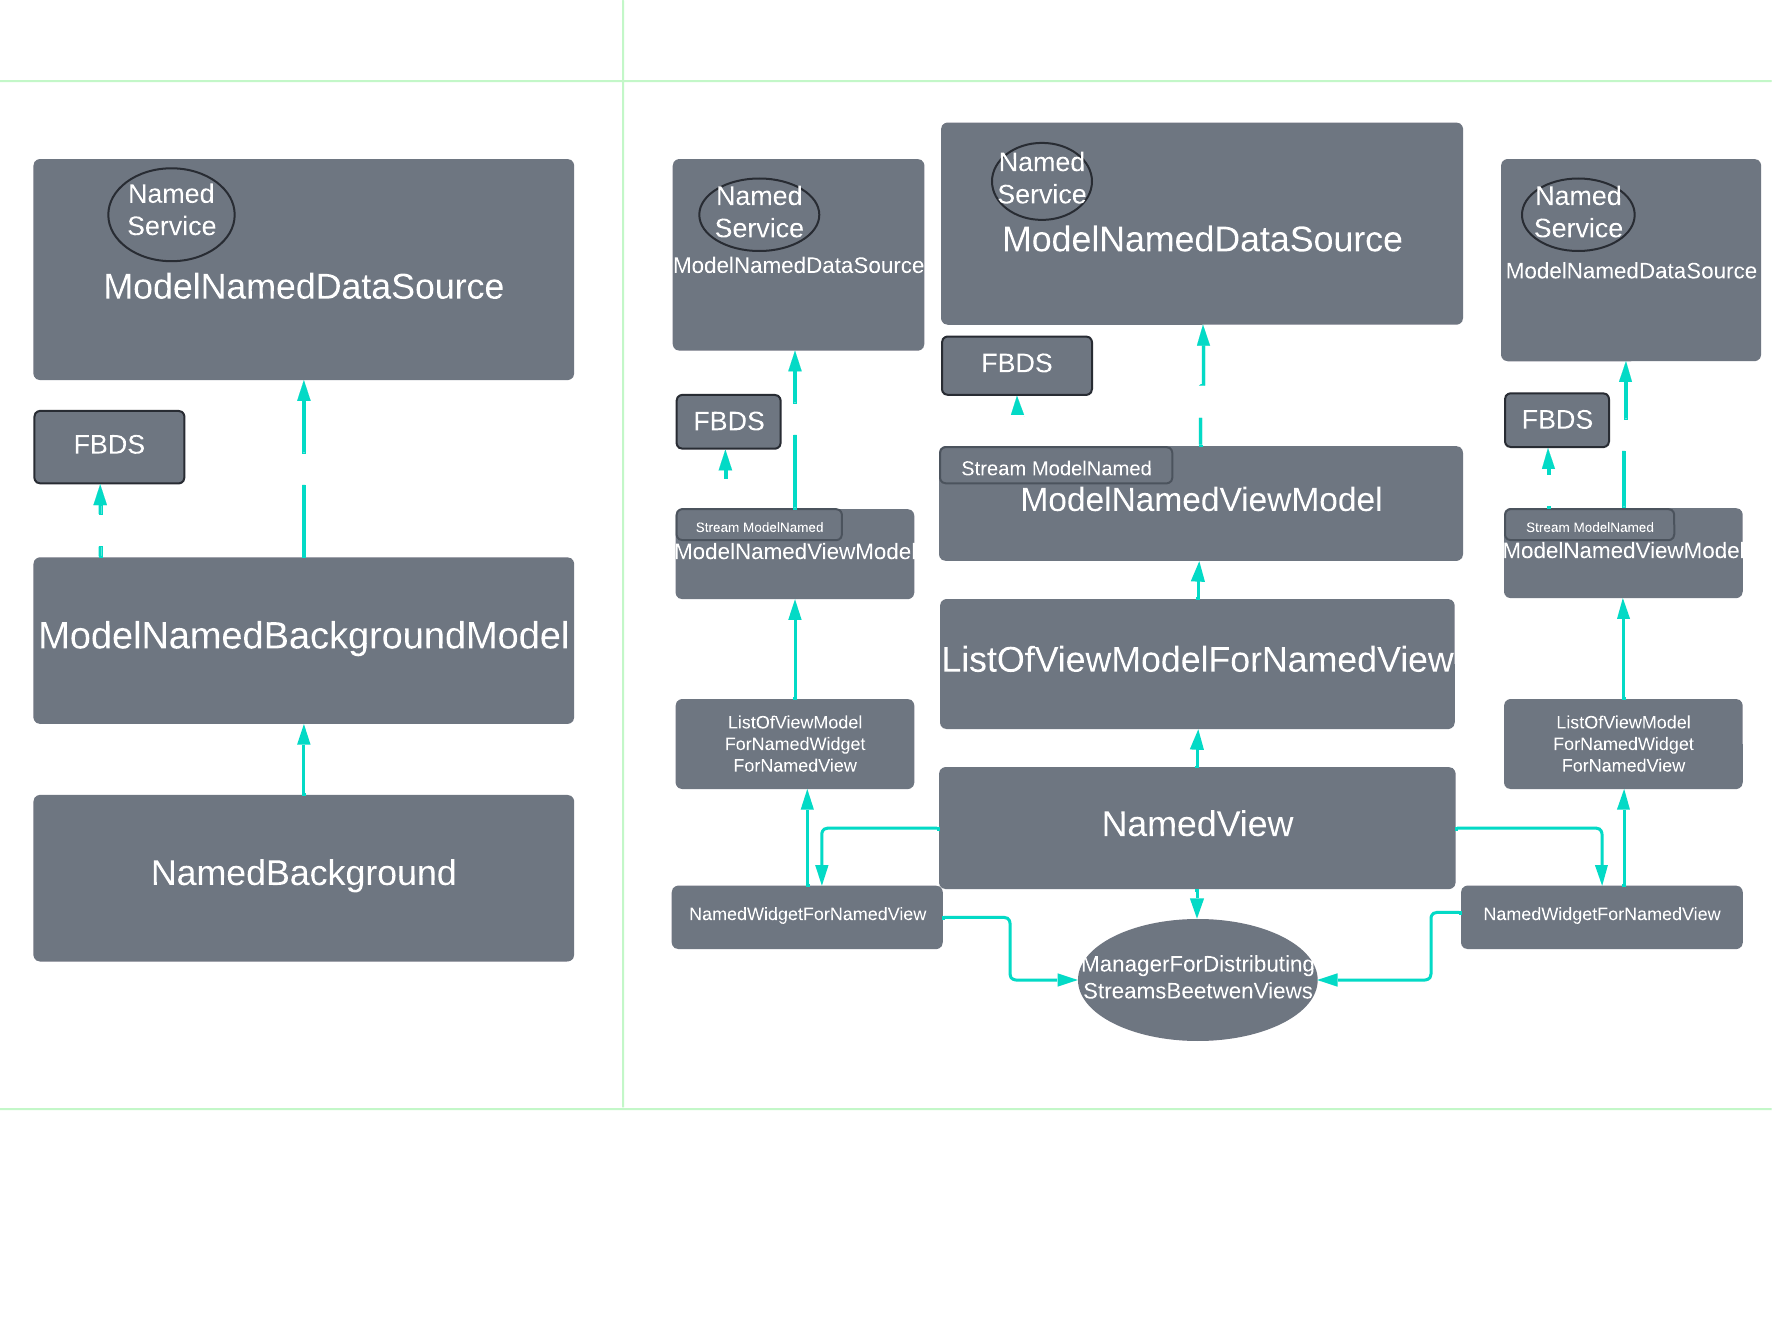 Named
Service
ModelNamedDataSource
FBDS
ModelNamedBackgroundModel
NamedBackground
Named
Service
ModelNamedDataSource
FBDS
Stream ModelNamed
ModelNamedViewModel
ListOfViewModel
ForNamedWidget
ForNamedView
NamedWidgetForNamedView
Named
Service
ModelNamedDataSource
FBDS
Stream ModelNamed
ModelNamedViewModel
ListOfViewModelForNamedView
NamedView
ManagerForDistributing
StreamsBeetwenViews
Named
Service
ModelNamedDataSource
FBDS
Stream ModelNamed
ModelNamedViewModel
ListOfViewModel
ForNamedWidget
ForNamedView
NamedWidgetForNamedView